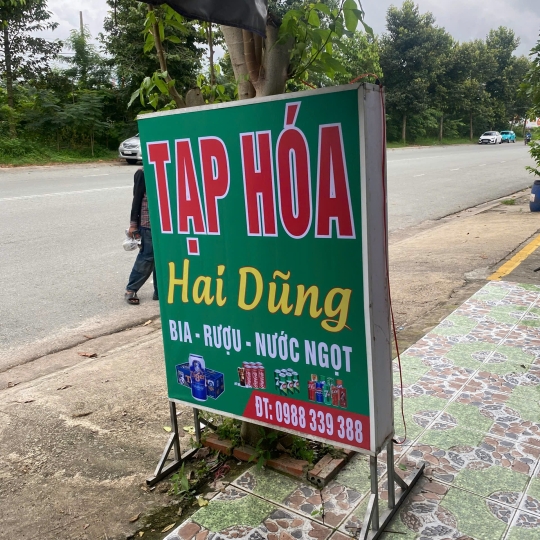 TẠP HÓA
Hai Dũng
BIA - RƯỢU - NƯỚC NGỌT
ĐT: 0988 339 388